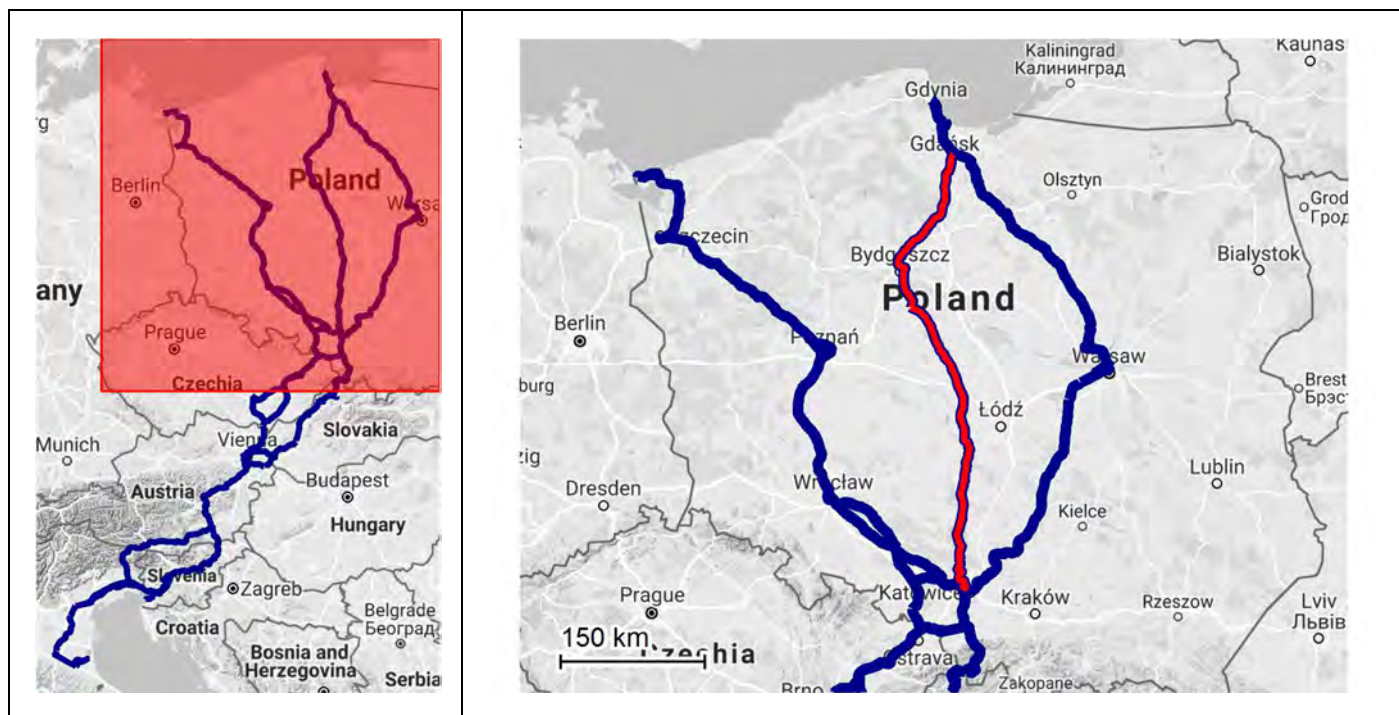 rg
Berlin
Poland
Warsa
any
Prague
Czechia
Slovakia
Munich
Vienna
Austria
Budapest
Hungary
Slovenia
Zagreb
Belgrade
Београд
Croatia
Bosnia and
Herzegovina
Serbia
Kaliningrad
Калининград
Kaunas
Gdynia
Gdańsk
Olsztyn
Grod
Грод
Szczecin
Bydgoszcz
Bialystok
Poland
Berlin
Poznań
Warsaw
burg
Brest
Брэст
Łódź
zig
Wrocław
Lublin
Dresden
Kielce
Katowice
Prague
Kraków
Rzeszow
Lviv
Львів
150 km
Czechia
Ostrava
Zakopane
Brno